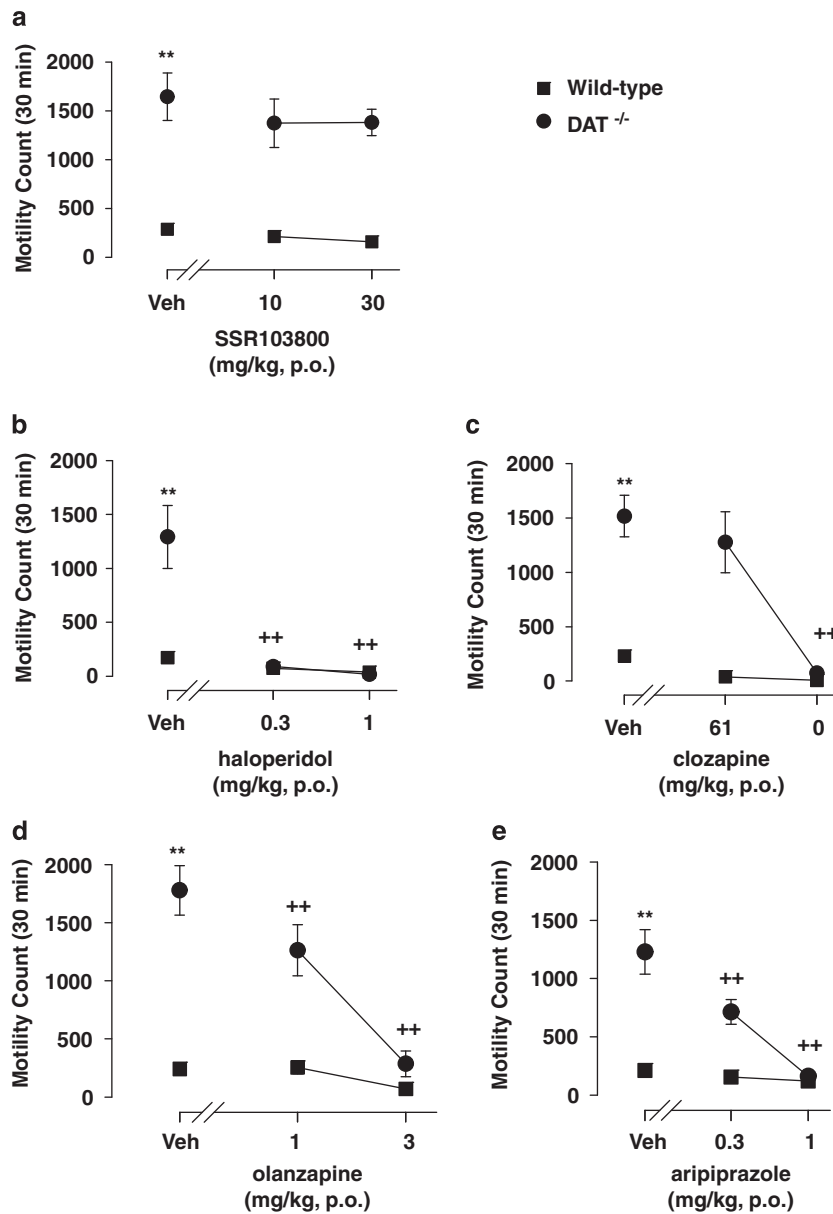 a
**
2000
1500
1000
500
0
Motility Count (30 min)
Veh 10 30
SSR103800
(mg/kg, p.o.)
Wild-type
DAT -/-
b
2000
1500
1000
500
0
Motility Count (30 min)
**
++ ++
Veh 0.3 1
haloperidol
(mg/kg, p.o.)
c
2000
1500
1000
500
0
Motility Count (30 min)
**
++
Veh 61 0
clozapine
(mg/kg, p.o.)
d
2000
1500
1000
500
0
Motility Count (30 min)
**
++
++
Veh 1 3
olanzapine
(mg/kg, p.o.)
e
2000
1500
1000
500
0
Motility Count (30 min)
**
++
++
Veh 0.3 1
aripiprazole
(mg/kg, p.o.)